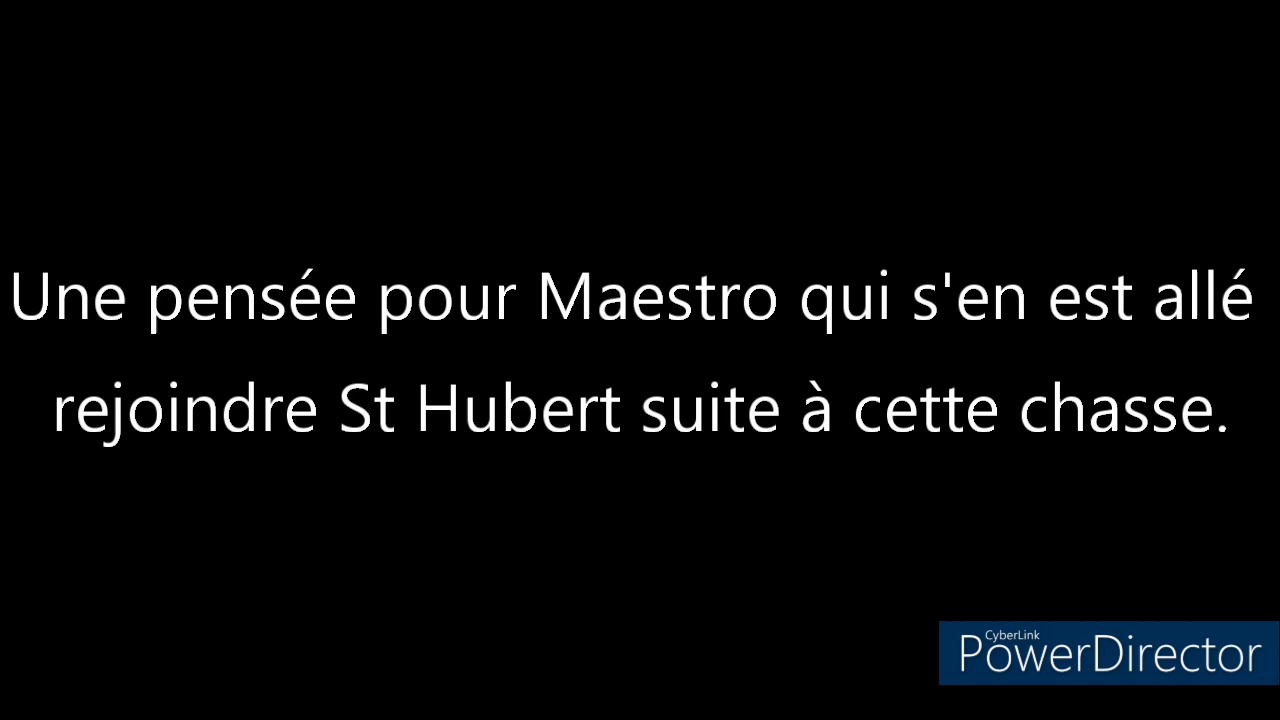 Une pensée pour Maestro qui s'en est allé
rejoindre St Hubert suite à cette chasse.
CyberLink
PowerDirector